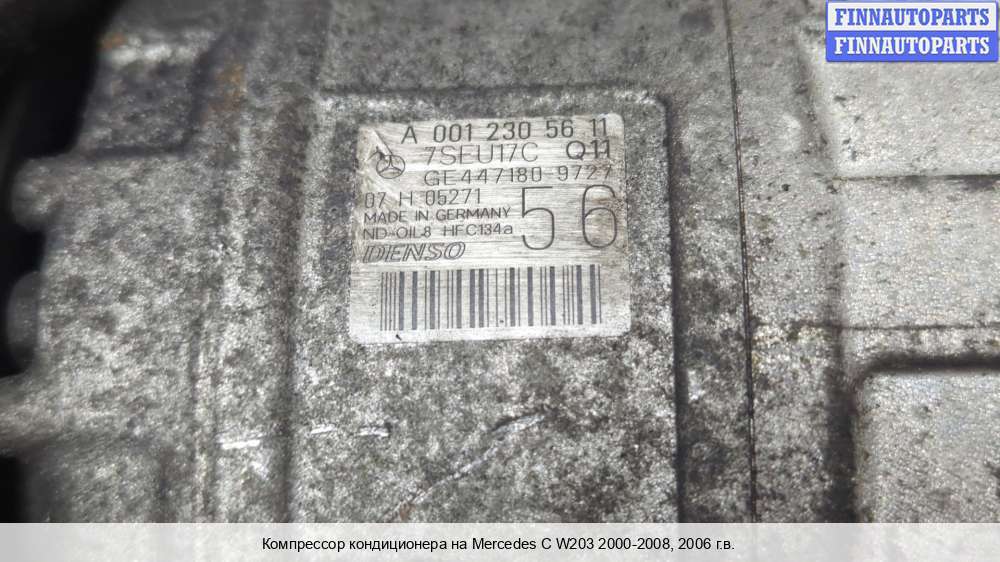 FINNAUTOPARTS
FINNAUTOPARTS
A 001 230 56 11
7SEU17C Q11
GE447180-9727
07 H 05271
MADE IN GERMANY
ND-OIL8 HFC134a
56
DENSO
Компрессор кондиционера на Mercedes C W203 2000-2008, 2006 г.в.